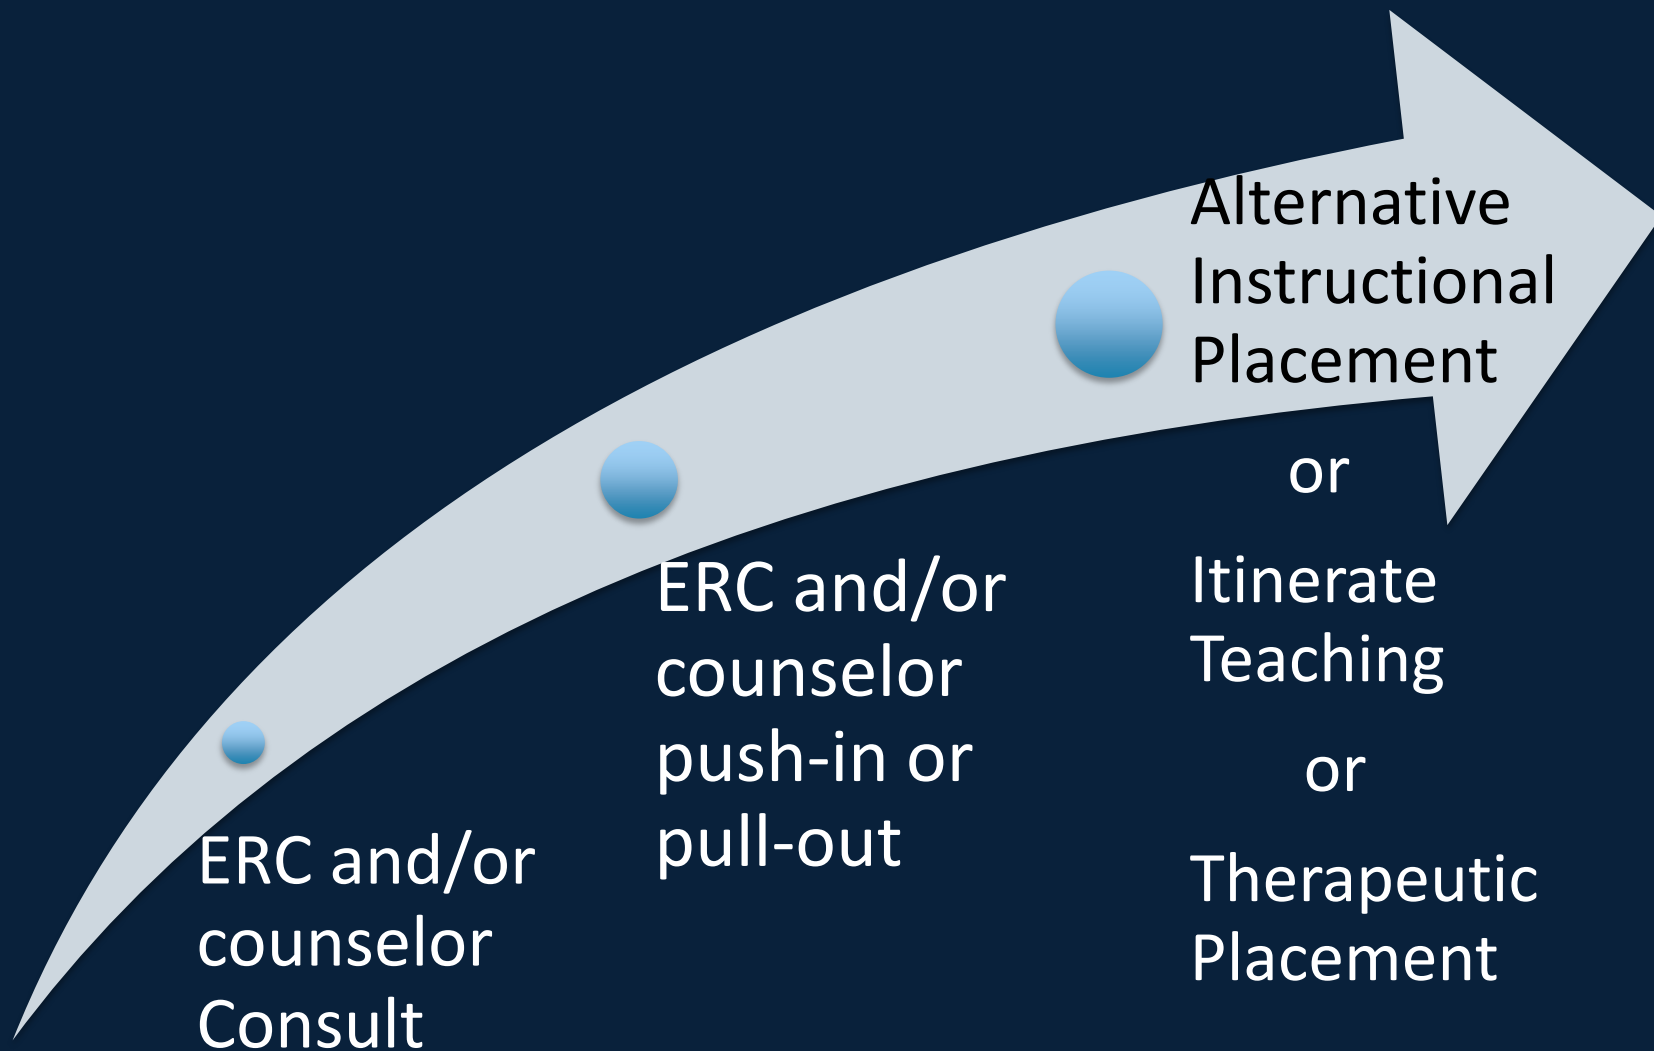 ERC and/or
counselor
Consult
ERC and/or
counselor
push-in or
pull-out
Alternative
Instructional
Placement
or
Itinerate
Teaching
or
Therapeutic
Placement